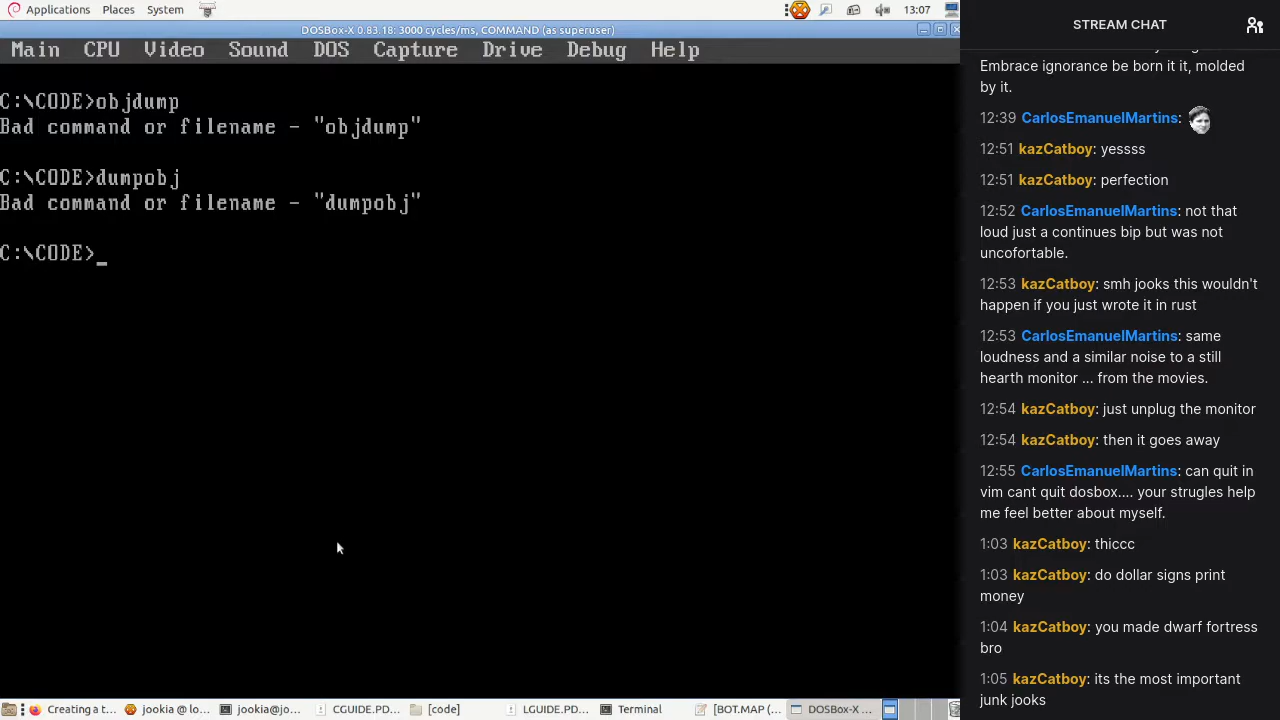 Applications Places System 13:07
DOSBox-X 0.83.18: 3000 cycles/ms, COMMAND (as superuser)
Main CPU Video Sound DOS Capture Drive Debug Help
C:\CODE>objdump
Bad command or filename - "objdump"
C:\CODE>dumpobj
Bad command or filename - "dumpobj"
C:\CODE>_
Creating a t... jookia @ lo... jookia@jo... CGUIDE.PD... [code] LGUIDE.PD... Terminal [BOT.MAP (... DOSBox-X ...
STREAM CHAT
Embrace ignorance be born it it, molded
by it.
12:39 CarlosEmanuelMartins:
12:51 kazCatboy: yessss
12:51 kazCatboy: perfection
12:52 CarlosEmanuelMartins: not that
loud just a continues bip but was not
uncofortable.
12:53 kazCatboy: smh jooks this wouldn't
happen if you just wrote it in rust
12:53 CarlosEmanuelMartins: same
loudness and a similar noise to a still
hearth monitor ... from the movies.
12:54 kazCatboy: just unplug the monitor
12:54 kazCatboy: then it goes away
12:55 CarlosEmanuelMartins: can quit in
vim cant quit dosbox.... your strugles help
me feel better about myself.
1:03 kazCatboy: thiccc
1:03 kazCatboy: do dollar signs print
money
1:04 kazCatboy: you made dwarf fortress
bro
1:05 kazCatboy: its the most important
junk jooks